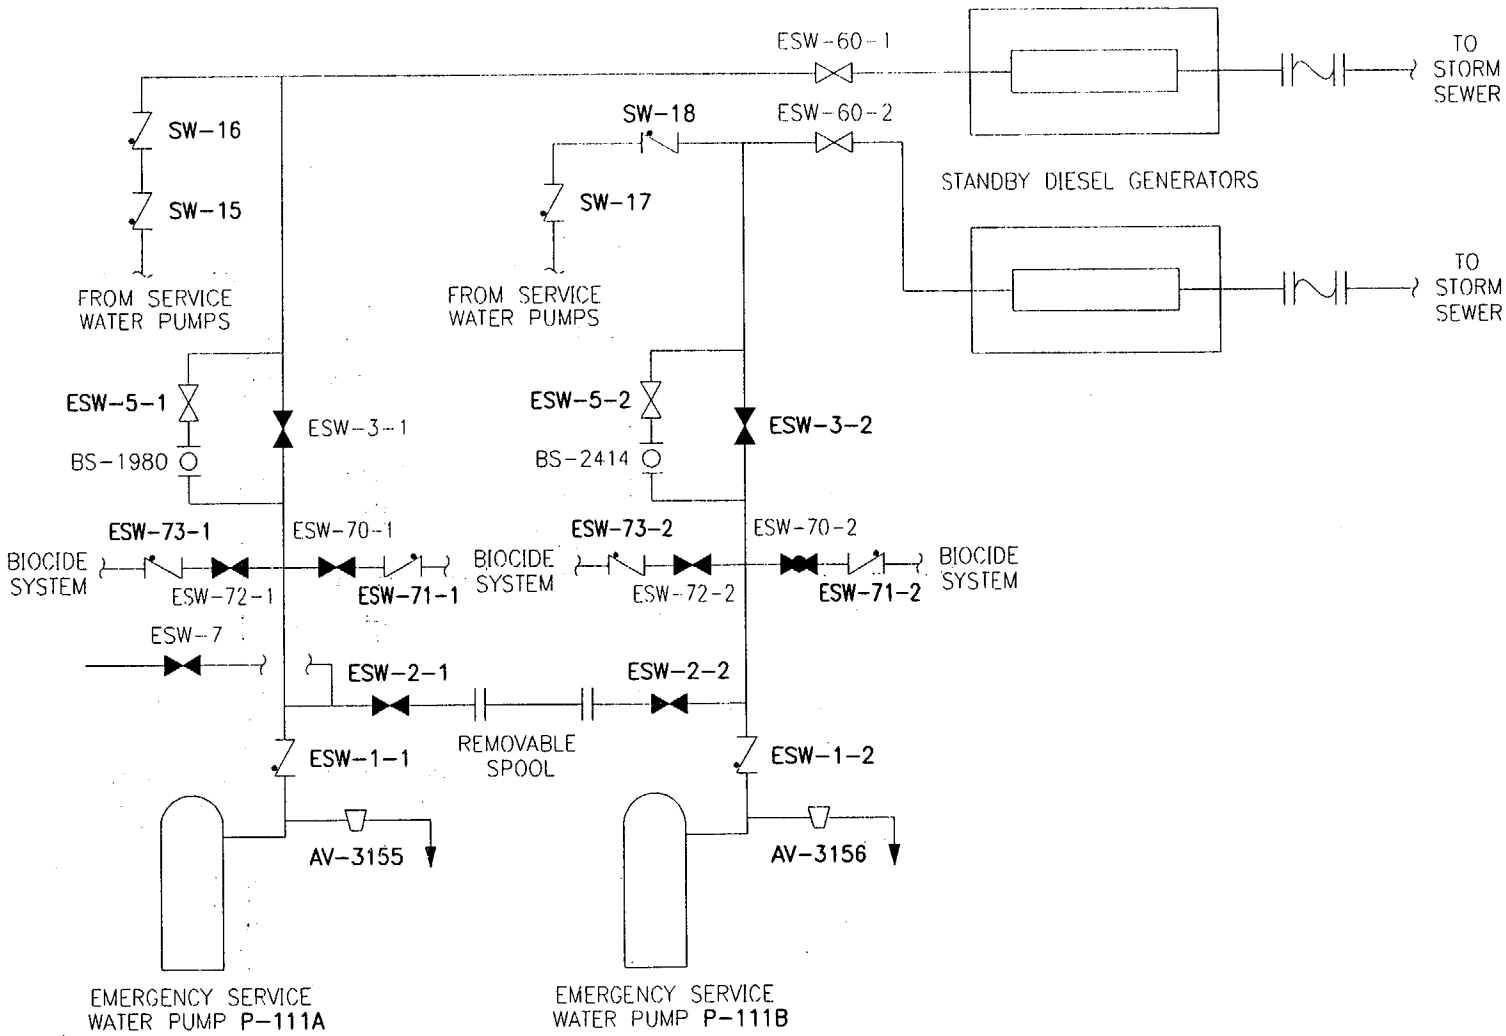 ESW-60-1
TO
STORM
SEWER
SW-16
SW-18
ESW-60-2
STANDBY DIESEL GENERATORS
SW-15
SW-17
TO
STORM
SEWER
FROM SERVICE
WATER PUMPS
FROM SERVICE
WATER PUMPS
ESW-5-1
ESW-3-1
ESW-5-2
ESW-3-2
BS-1980
BS-2414
ESW-73-1
ESW-70-1
ESW-73-2
ESW-70-2
BIOCIDE
SYSTEM
BIOCIDE
SYSTEM
BIOCIDE
SYSTEM
ESW-72-1
ESW-71-1
ESW-72-2
ESW-71-2
ESW-7
ESW-2-1
ESW-2-2
REMOVABLE
SPOOL
ESW-1-1
ESW-1-2
AV-3155
AV-3156
EMERGENCY SERVICE
WATER PUMP P-111A
EMERGENCY SERVICE
WATER PUMP P-111B